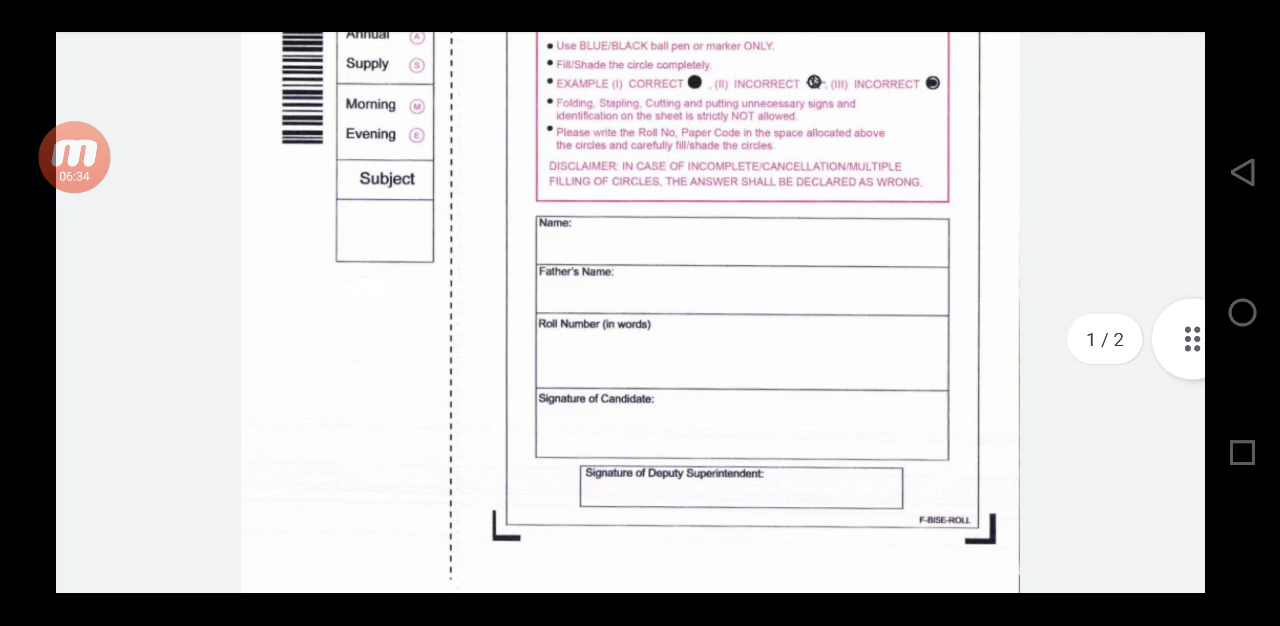 Annual A
Supply S
Morning M
Evening E
Subject
• Use BLUE/BLACK ball pen or marker ONLY.
• Fill/Shade the circle completely.
• EXAMPLE (I) CORRECT , (II) INCORRECT , (III) INCORRECT
• Folding, Stapling, Cutting and putting unnecessary signs and
identification on the sheet is strictly NOT allowed.
• Please write the Roll No, Paper Code in the space allocated above
the circles and carefully fill/shade the circles.
DISCLAIMER: IN CASE OF INCOMPLETE/CANCELLATION/MULTIPLE
FILLING OF CIRCLES, THE ANSWER SHALL BE DECLARED AS WRONG.
Name:
Father's Name:
Roll Number (in words)
Signature of Candidate:
Signature of Deputy Superintendent:
F-BISE-ROLL
06:34
1 / 2